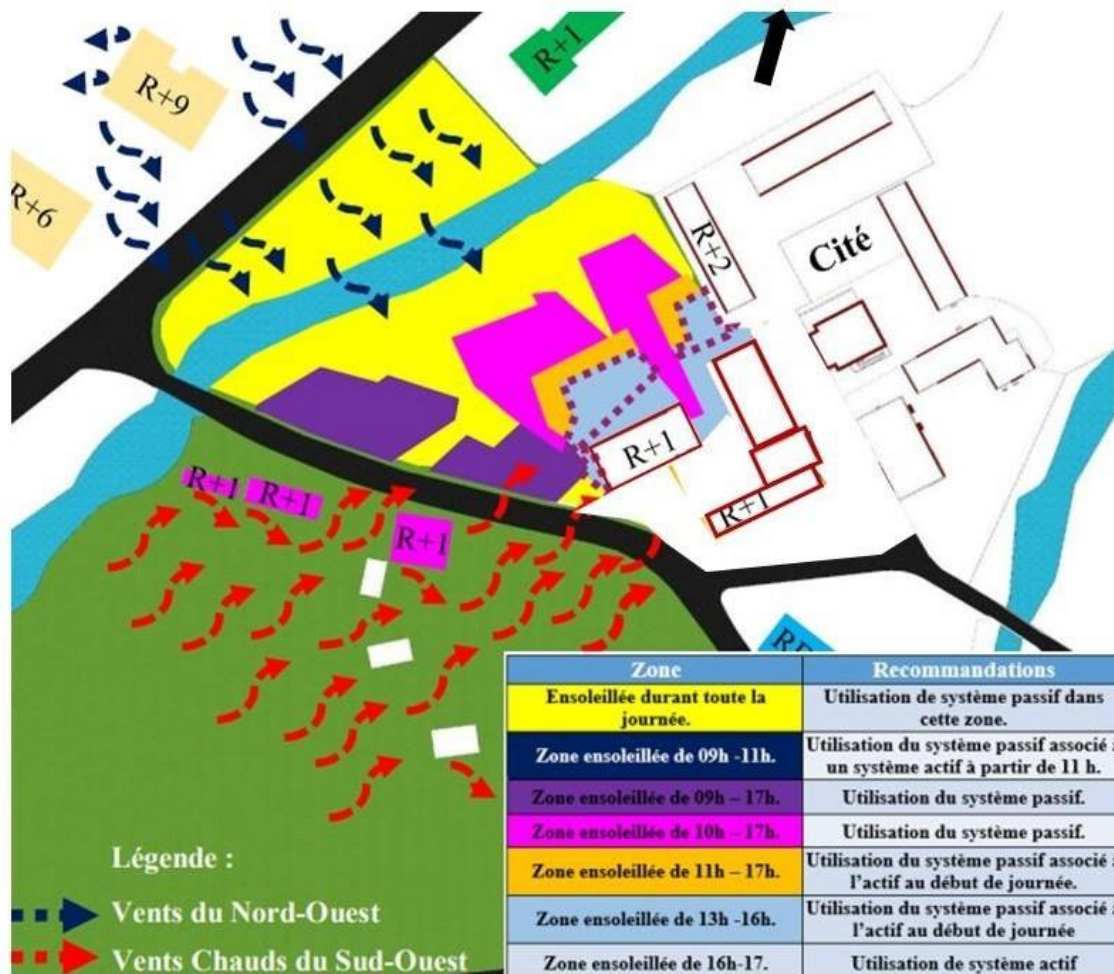 R+1
R+9
R+6
R+2
Cité
R+1
R+1
R+1
R+1
R+1
Zone
Recommandations
Ensoleillée durant toute la
journée.
Utilisation de système passif dans
cette zone.
Zone ensoleillée de 09h -11h.
Utilisation du système passif associé à
un système actif à partir de 11 h.
Zone ensoleillée de 09h – 17h.
Utilisation du système passif.
Zone ensoleillée de 10h – 17h.
Utilisation du système passif.
Zone ensoleillée de 11h – 17h.
Utilisation du système passif associé à
l'actif au début de journée.
Zone ensoleillée de 13h -16h.
Utilisation du système passif associé à
l'actif au début de journée
Zone ensoleillée de 16h-17.
Utilisation de système actif
Légende :
Vents du Nord-Ouest
Vents Chauds du Sud-Ouest